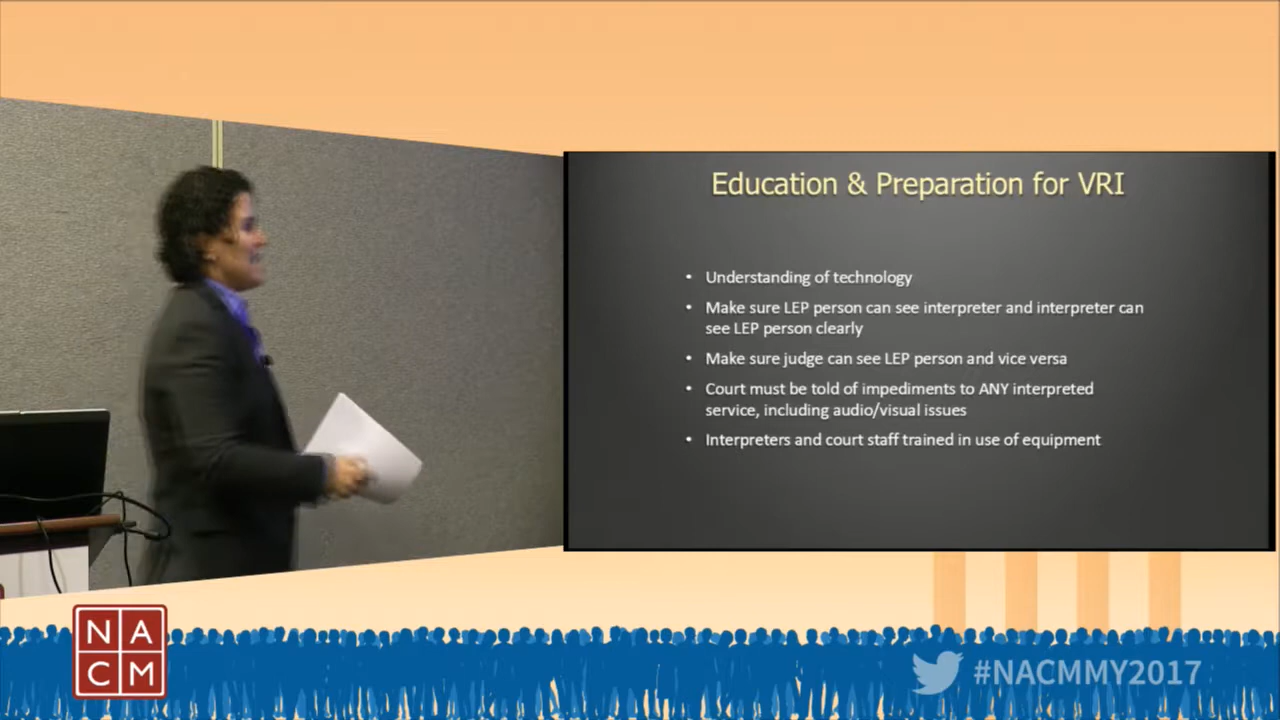 Education & Preparation for VRI
• Understanding of technology
• Make sure LEP person can see interpreter and interpreter can
see LEP person clearly
• Make sure judge can see LEP person and vice versa
• Court must be told of impediments to ANY interpreted
service, including audio/visual issues
• Interpreters and court staff trained in use of equipment
N A
C M
#NACMMY2017